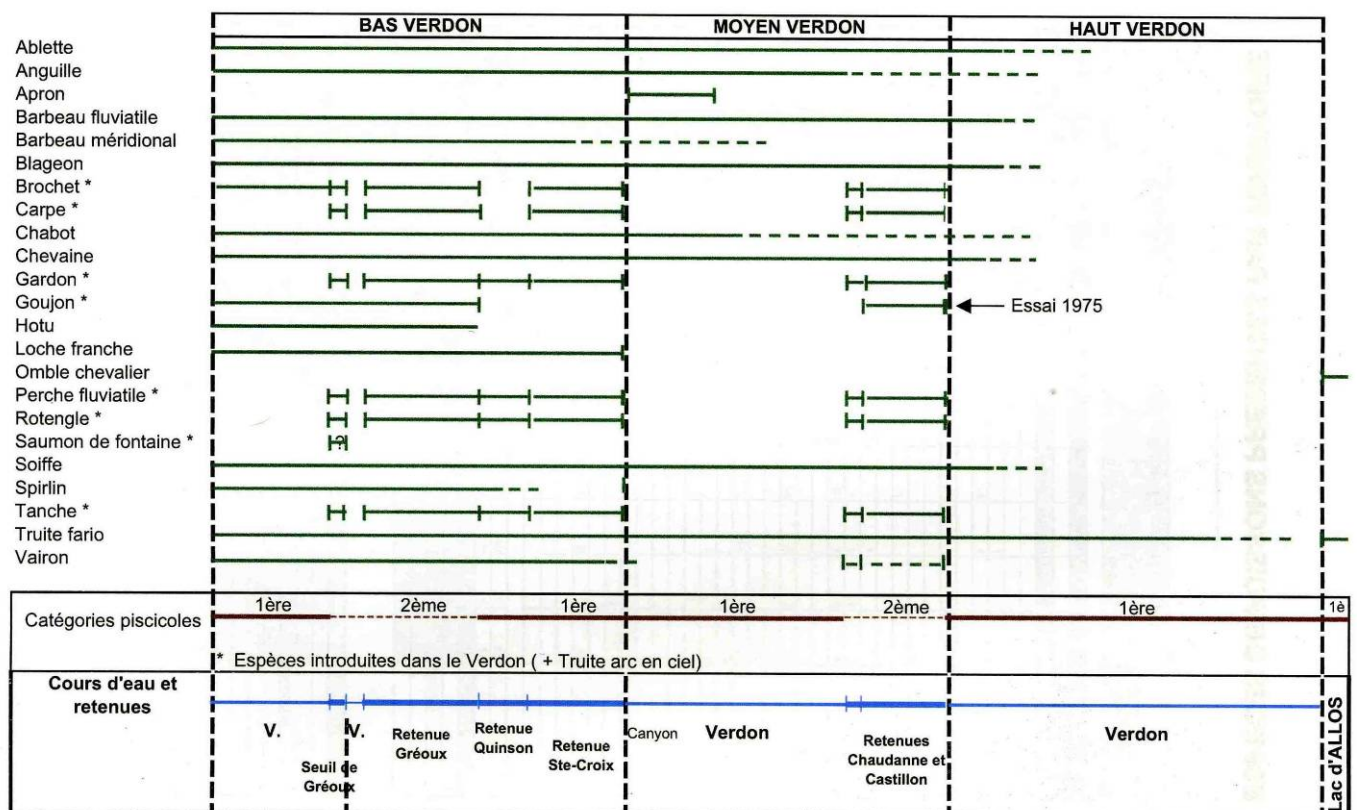 BAS VERDON MOYEN VERDON HAUT VERDON
Ablette
Anguille
Apron
Barbeau fluviatile
Barbeau méridional
Blageon
Brochet *
Carpe *
Chabot
Chevaine
Gardon *
Goujon * Essai 1975
Hotu
Loche franche
Omble chevalier
Perche fluviatile *
Rotengle *
Saumon de fontaine * ?
Soiffe
Spirlin
Tanche *
Truite fario
Vairon
Catégories piscicoles 1ère 2ème 1ère 1ère 2ème 1ère 1è
* Espèces introduites dans le Verdon ( + Truite arc en ciel)
Cours d'eau et
retenues
V. V. Retenue
Gréoux
Retenue
Quinson
Canyon Verdon
Verdon
Seuil de
Gréoux
Retenue
Ste-Croix
Retenues
Chaudanne et
Castillon
Lac d'ALLOS